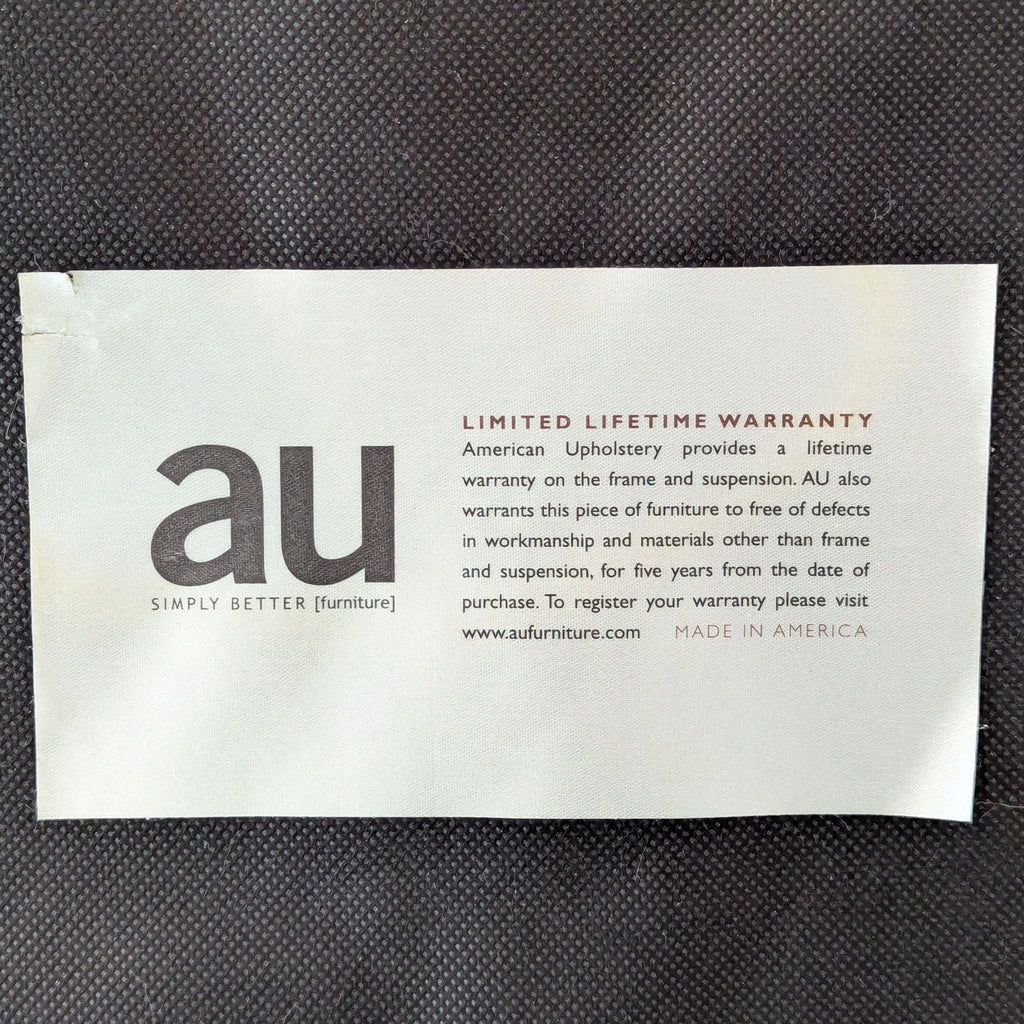 au
SIMPLY BETTER [furniture]
LIMITED LIFETIME WARRANTY
American Upholstery provides a lifetime
warranty on the frame and suspension. AU also
warrants this piece of furniture to free of defects
in workmanship and materials other than frame
and suspension, for five years from the date of
purchase. To register your warranty please visit
www.aufurniture.com MADE IN AMERICA